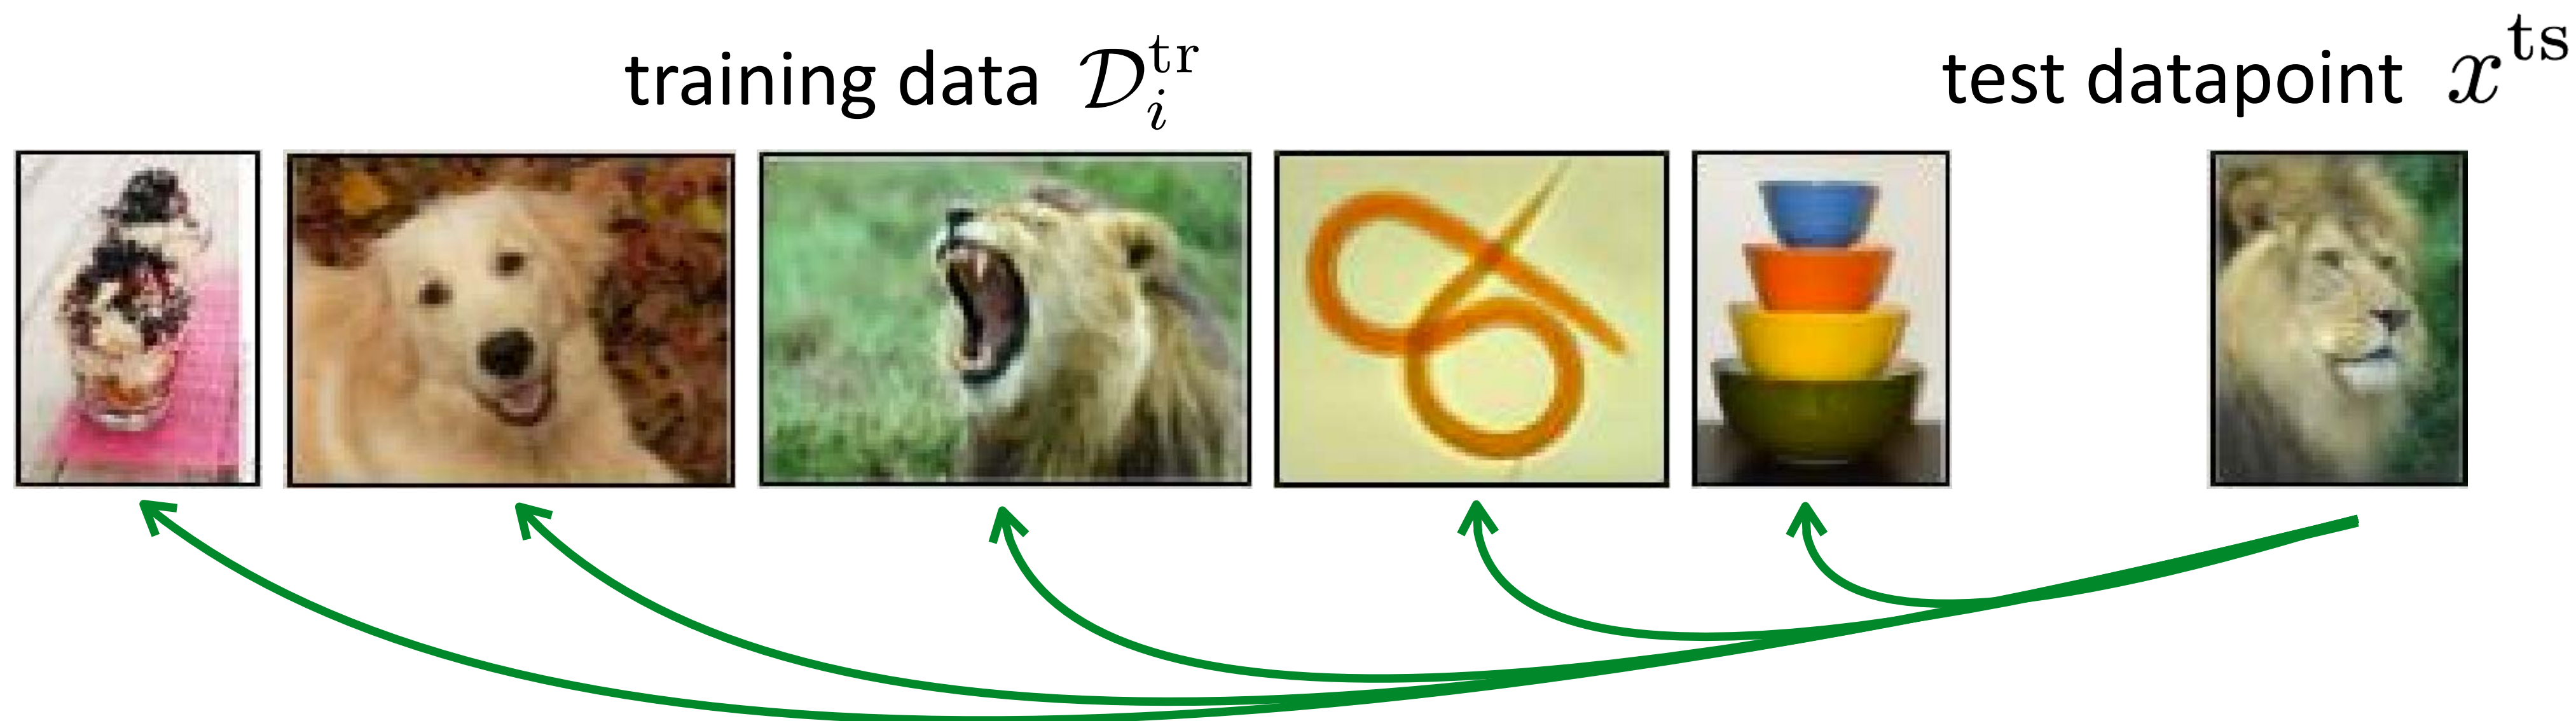 training data $\mathcal{D}_i^{\mathrm{tr}}$
test datapoint $x^{\mathrm{ts}}$